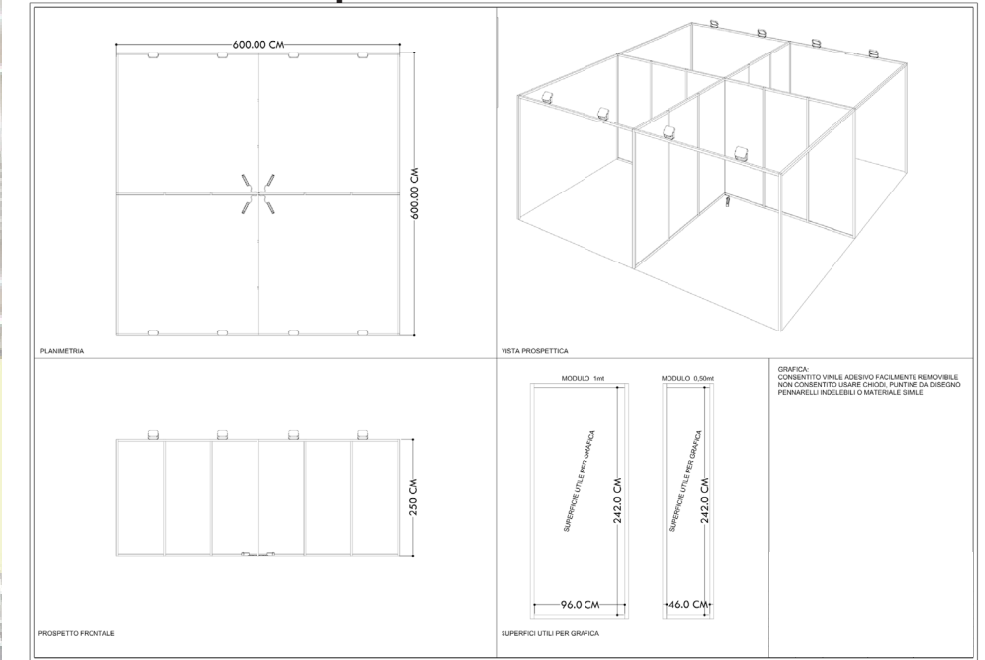 600.00 CM
600.00 CM
PLANIMETRIA
VISTA PROSPETTICA
250 CM
PROSPETTO FRONTALE
MODULO 1mt
MODULO 0,50mt
SUPERFICIE UTILE PER GRAFICA
242.0 CM
SUPERFICIE UTILE PER GRAFICA
242.0 CM
96.0 CM
46.0 CM
SUPERFICI UTILI PER GRAFICA
GRAFICA:
CONSENTITO VINILE ADESIVO FACILMENTE REMOVIBILE
NON CONSENTITO USARE CHIODI, PUNTINE DA DISEGNO
PENNARELLI INDELEBILI O MATERIALE SIMILE